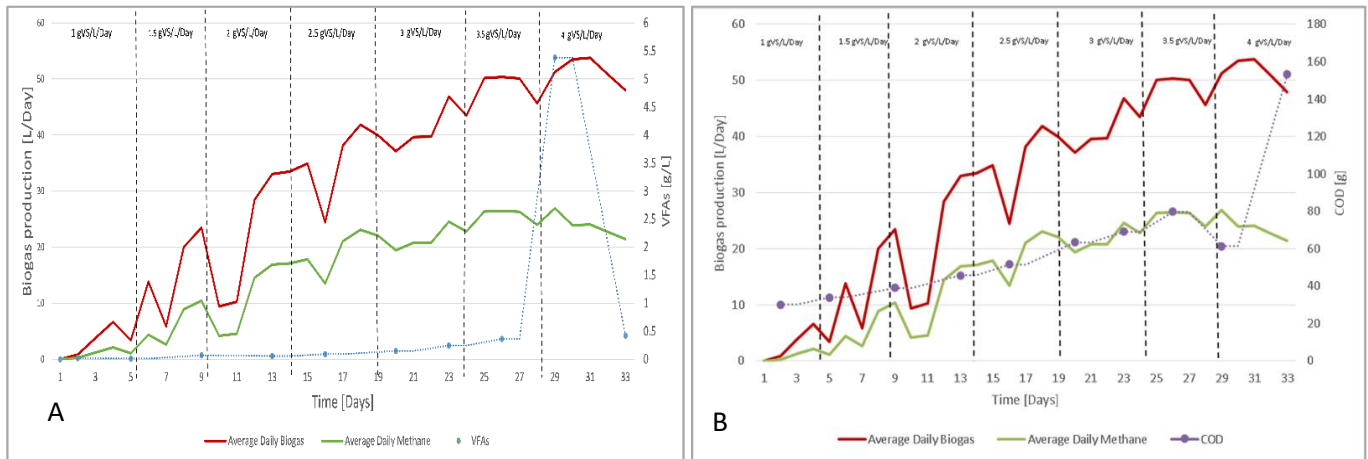 1 gVS/L/Day 1.5 gVS/L/Day 2 gVS/L/Day 2.5 gVS/L/Day 3 gVS/L/Day 3.5gVS/L/Day 4 gVS/L/Day
60
50
40
30
20
10
0
Biogas production [L/Day]
6
5.5
5
4.5
4
3.5
3
2.5
2
1.5
1
0.5
0
VFAs [g/L]
1 3 5 7 9 11 13 15 17 19 21 23 25 27 29 31 33
Time [Days]
A
Average Daily Biogas Average Daily Methane VFAs
1 gVS/L/Day 1.5 gVS/L/Day 2 gVS/L/Day 2.5 gVS/L/Day 3 gVS/L/Day 3.5 gVS/L/Day 4 gVS/L/Day
60
50
40
30
20
10
0
Biogas production [L/Day]
180
160
140
120
100
80
60
40
20
0
COD [g]
1 3 5 7 9 11 13 15 17 19 21 23 25 27 29 31 33
Time [Days]
B
Average Daily Biogas Average Daily Methane COD